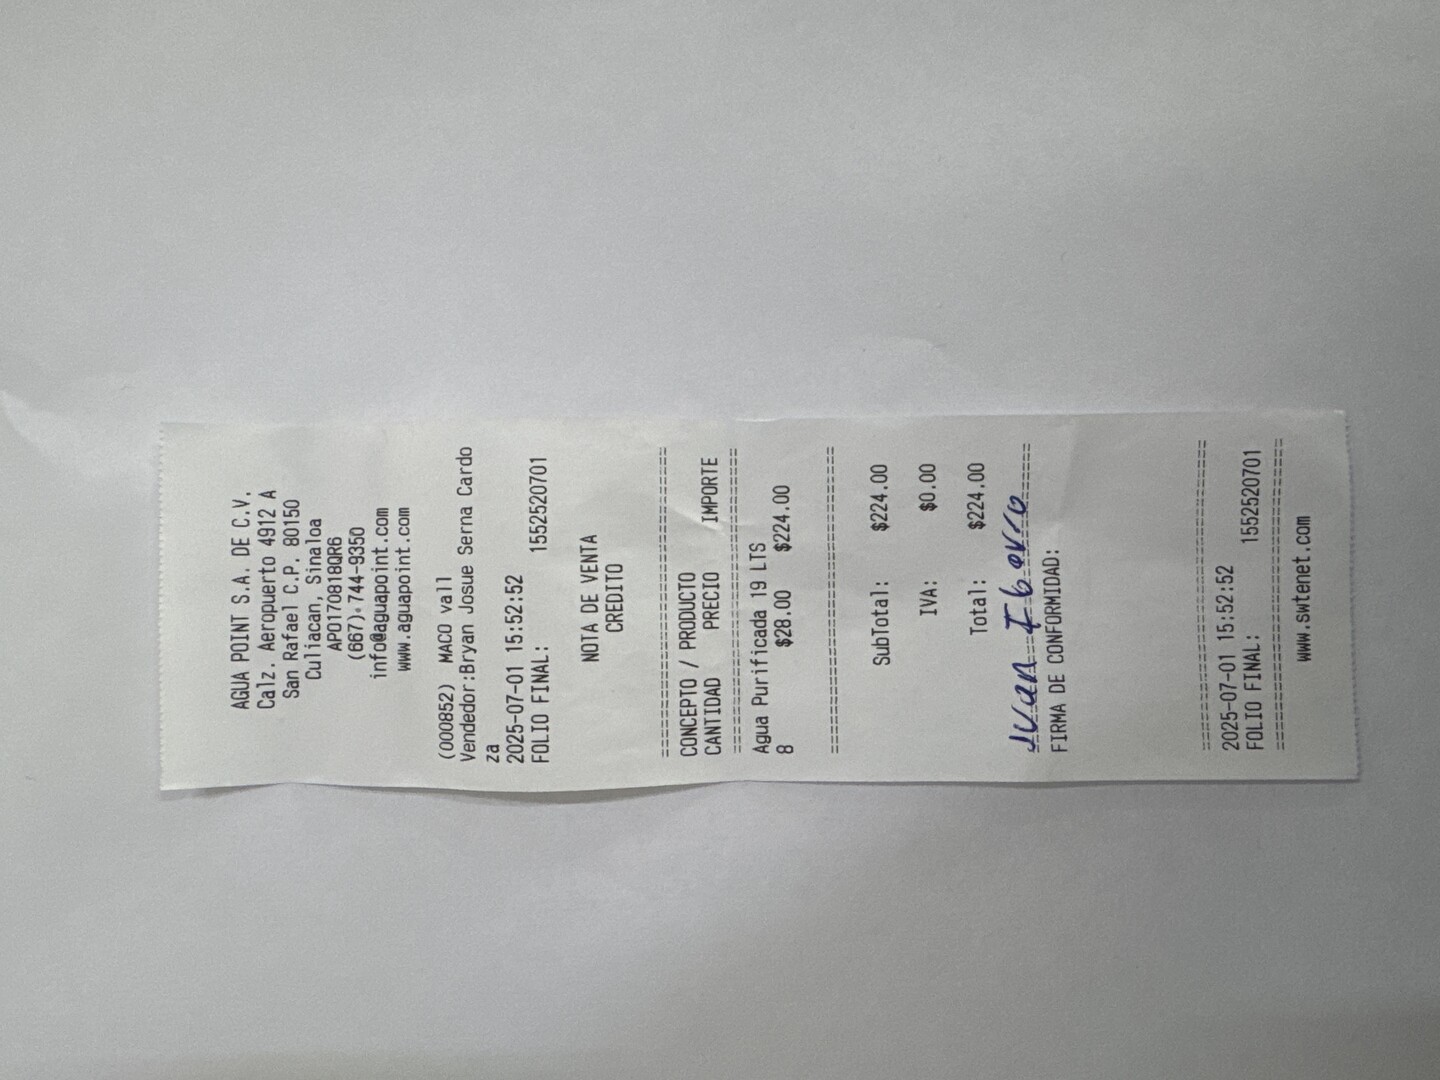 AGUA POINT S.A. DE C.V.
Calz. Aeropuerto 4912 A
San Rafael C.P. 80150
Culiacan, Sinaloa
APO170818QR6
(667) 744-9350
info@aguapoint.com
www.aguapoint.com
(000852) MACO vall
Vendedor:Bryan Josue Serna Cardo
za
2025-07-01 15:52:52
FOLIO FINAL: 1552520701
NOTA DE VENTA
CREDITO
================================
CONCEPTO / PRODUCTO
CANTIDAD PRECIO IMPORTE
================================
Agua Purificada 19 LTS
8 $28.00 $224.00
================================
SubTotal: $224.00
IVA: $0.00
Total: $224.00
Juan Ibarra
FIRMA DE CONFORMIDAD:
================================
2025-07-01 15:52:52
FOLIO FINAL: 1552520701
================================
www.swtenet.com